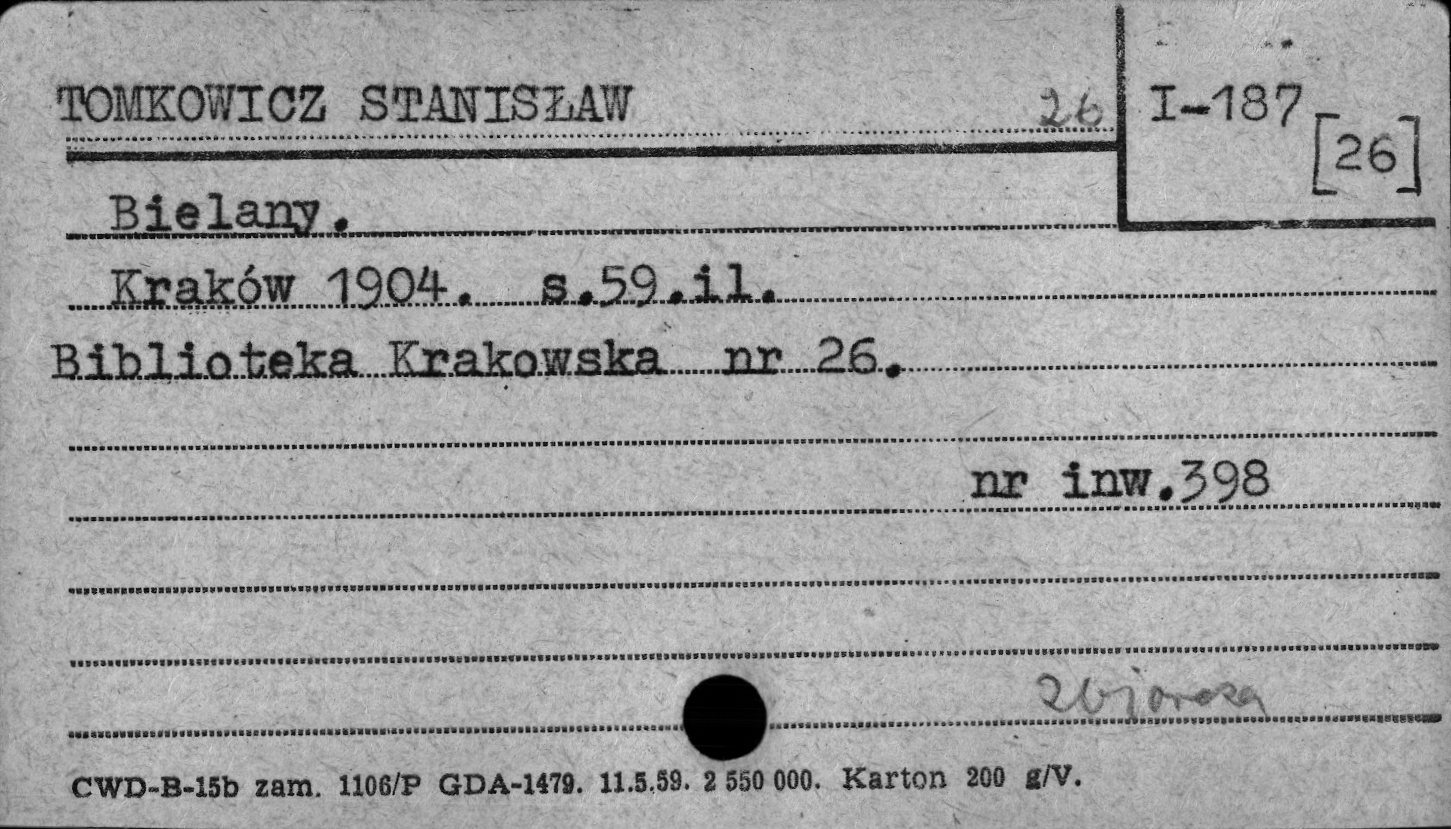 TOMKOWICZ STANISŁAW 26
I-187
[26]
Bielany.
Kraków 1904. s.59.il.
Biblioteka Krakowska nr 26.
nr inw.398
CWD-B-15b zam. 1106/P GDA-1479. 11.5.59. 2 550 000. Karton 200 g/V.